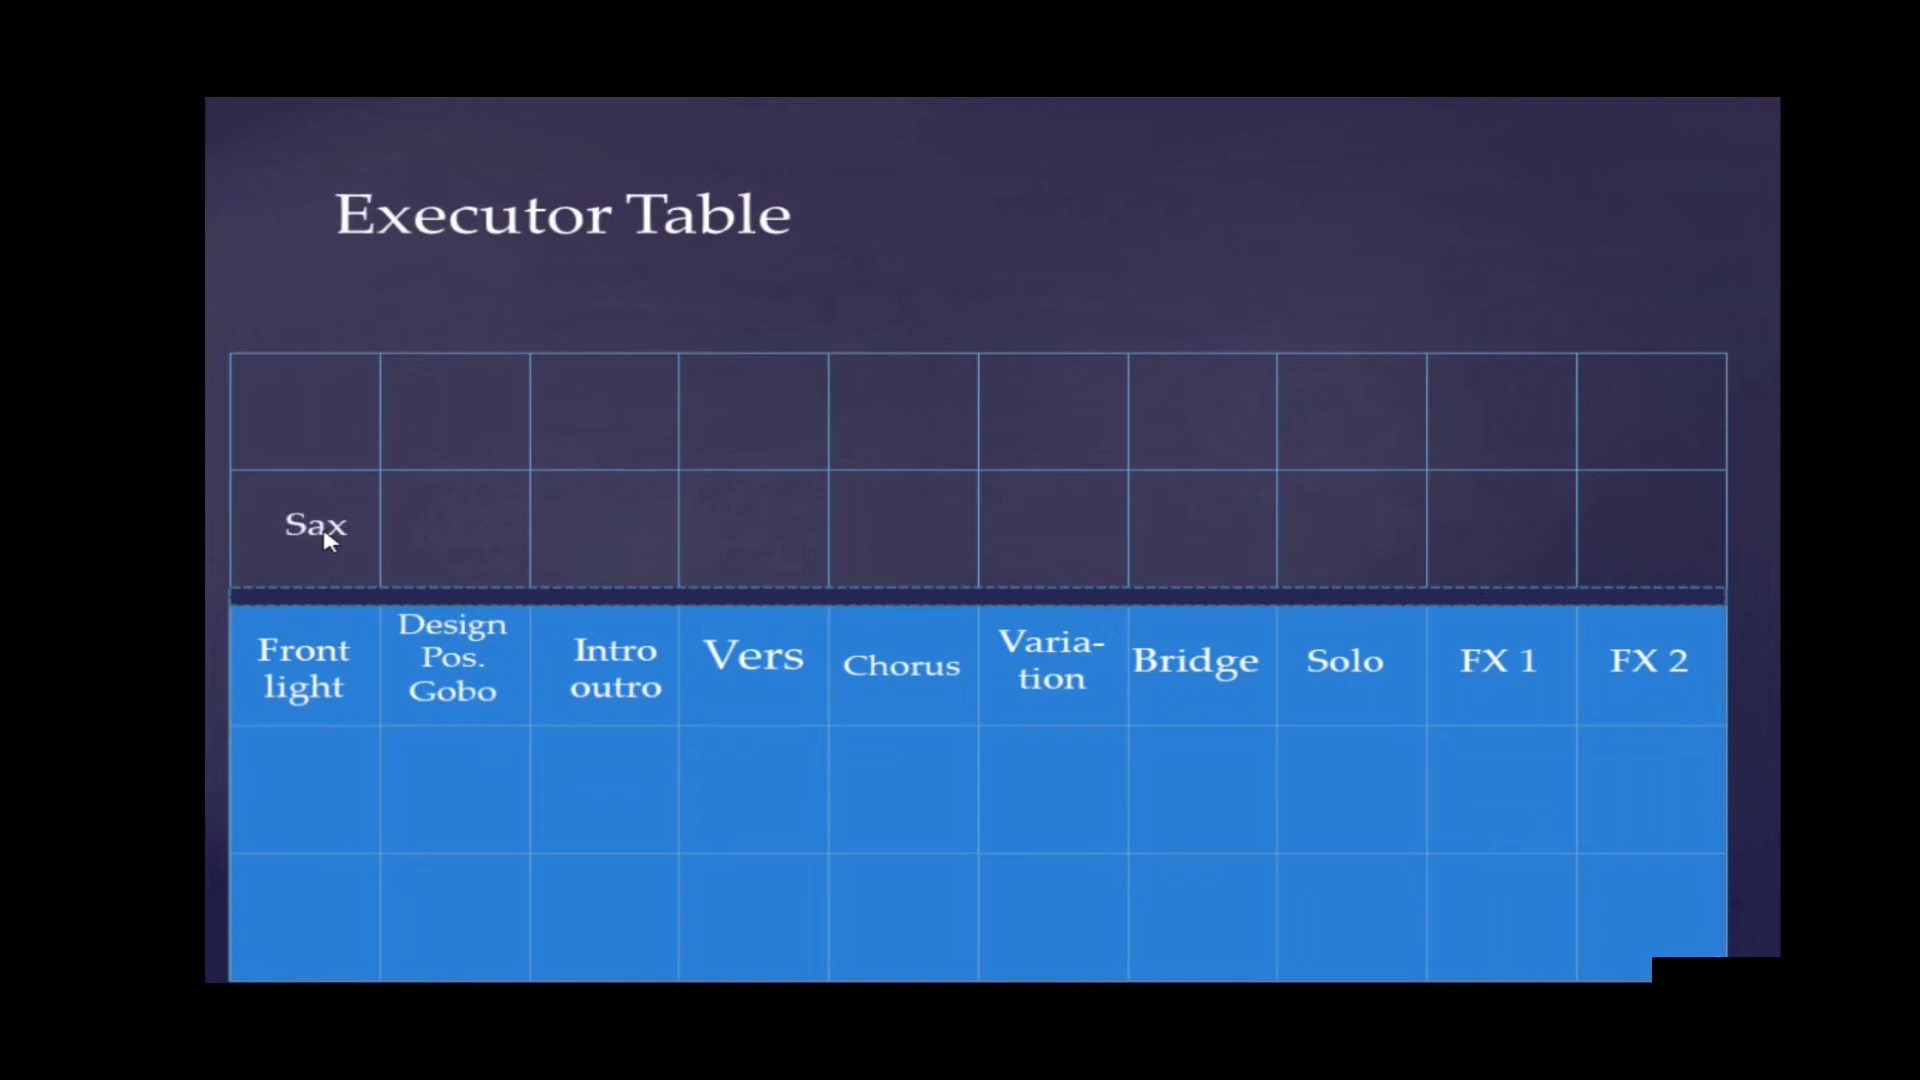 Executor Table
Sax
Front
light
Design
Pos.
Gobo
Intro
outro
Vers
Chorus
Varia-
tion
Bridge
Solo
FX 1
FX 2